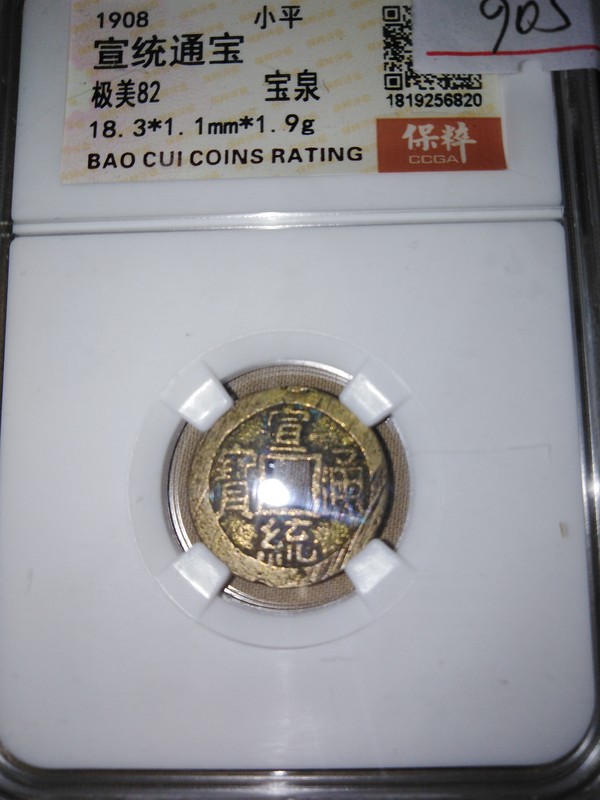 1908 小平
宣统通宝
极美82 宝泉
18.3*1.1mm*1.9g
BAO CUI COINS RATING
1819256820
保粹
CCGA
905
宣
寶 通
統